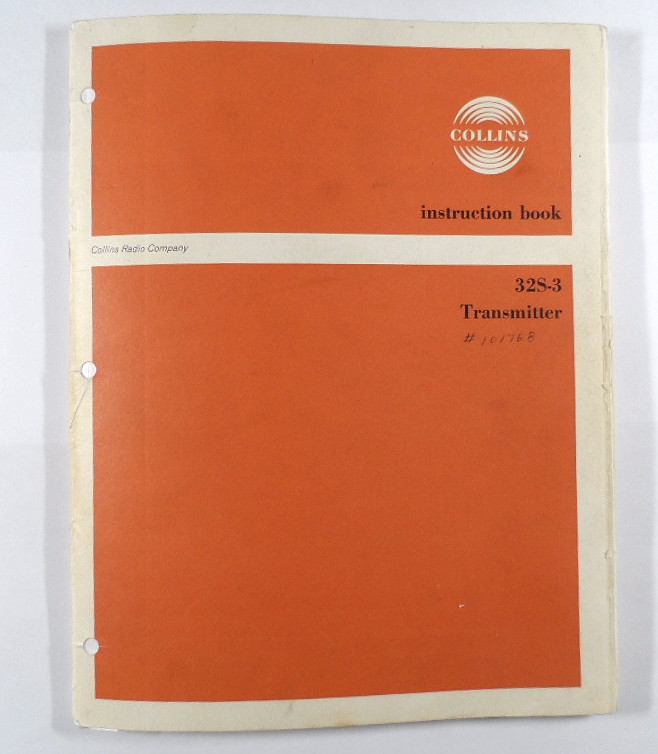 COLLINS
instruction book
Collins Radio Company
32S-3
Transmitter
# 101768